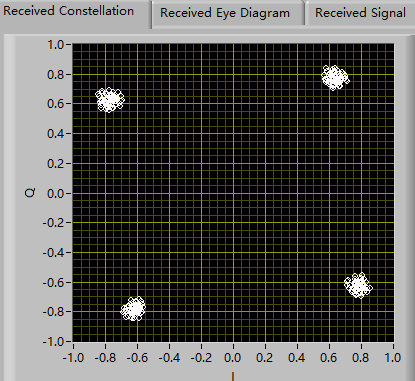 Received Constellation Received Eye Diagram Received Signal
1.0
0.8
0.6
0.4
0.2
0.0
-0.2
-0.4
-0.6
-0.8
-1.0
Q
-1.0 -0.8 -0.6 -0.4 -0.2 0.0 0.2 0.4 0.6 0.8 1.0
I